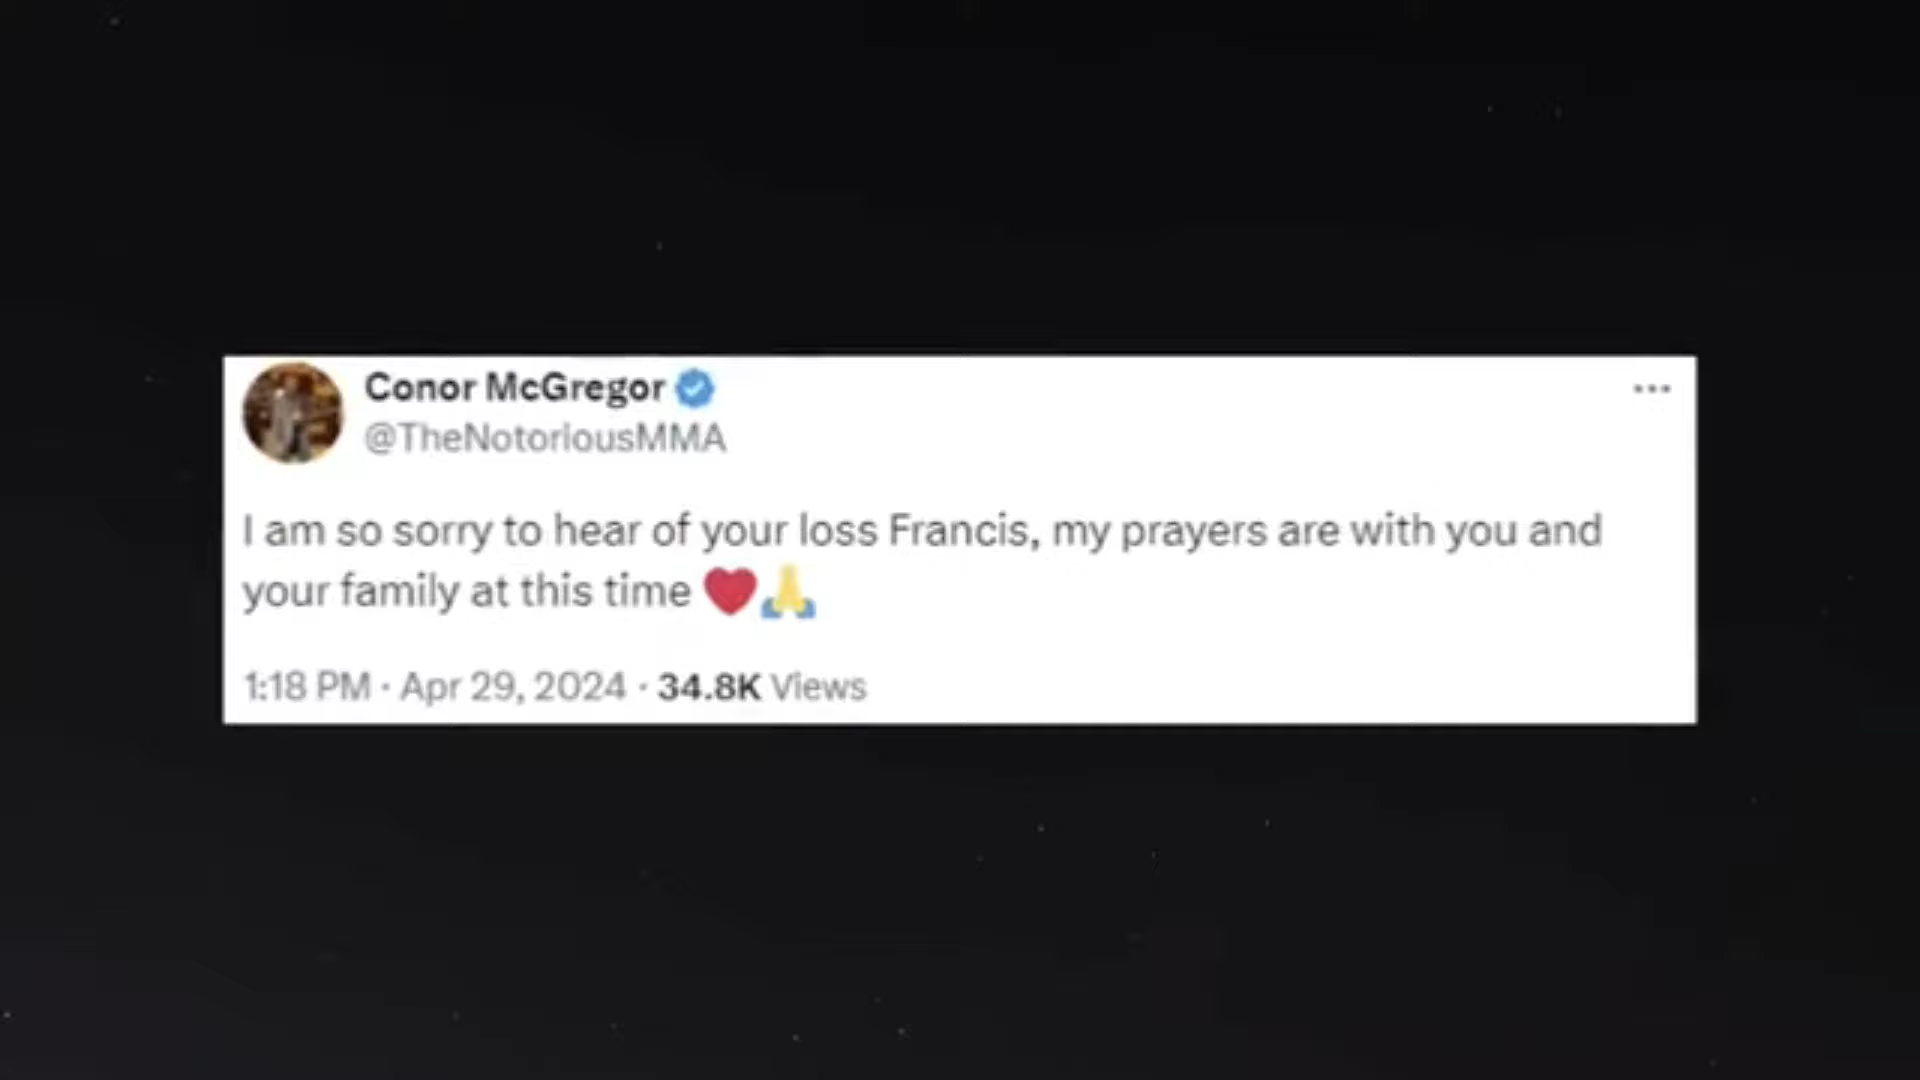 Conor McGregor
@TheNotoriousMMA
I am so sorry to hear of your loss Francis, my prayers are with you and
your family at this time ❤️🙏
1:18 PM · Apr 29, 2024 · 34.8K Views